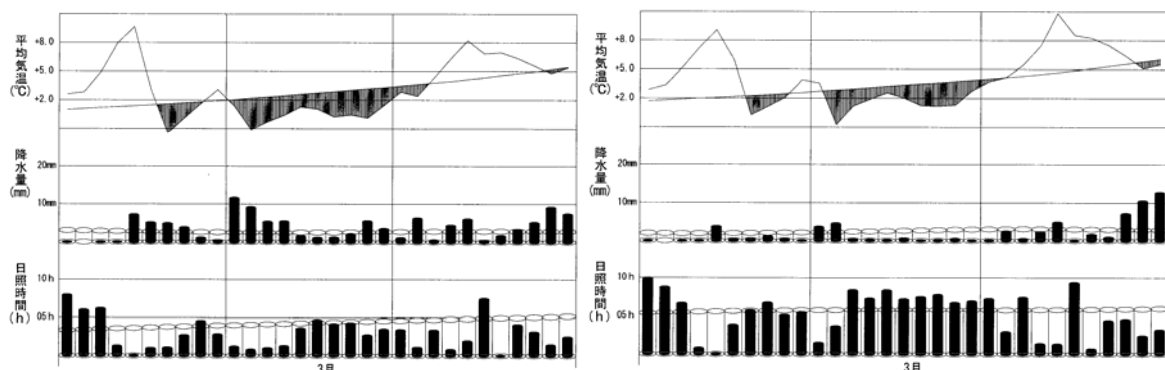 平均気温(℃)
+8.0
+5.0
+2.0
降水量(mm)
20mm
10mm
日照時間(h)
10h
05h
3月
平均気温(℃)
+8.0
+5.0
+2.0
降水量(mm)
20mm
10mm
日照時間(h)
10h
05h
3月